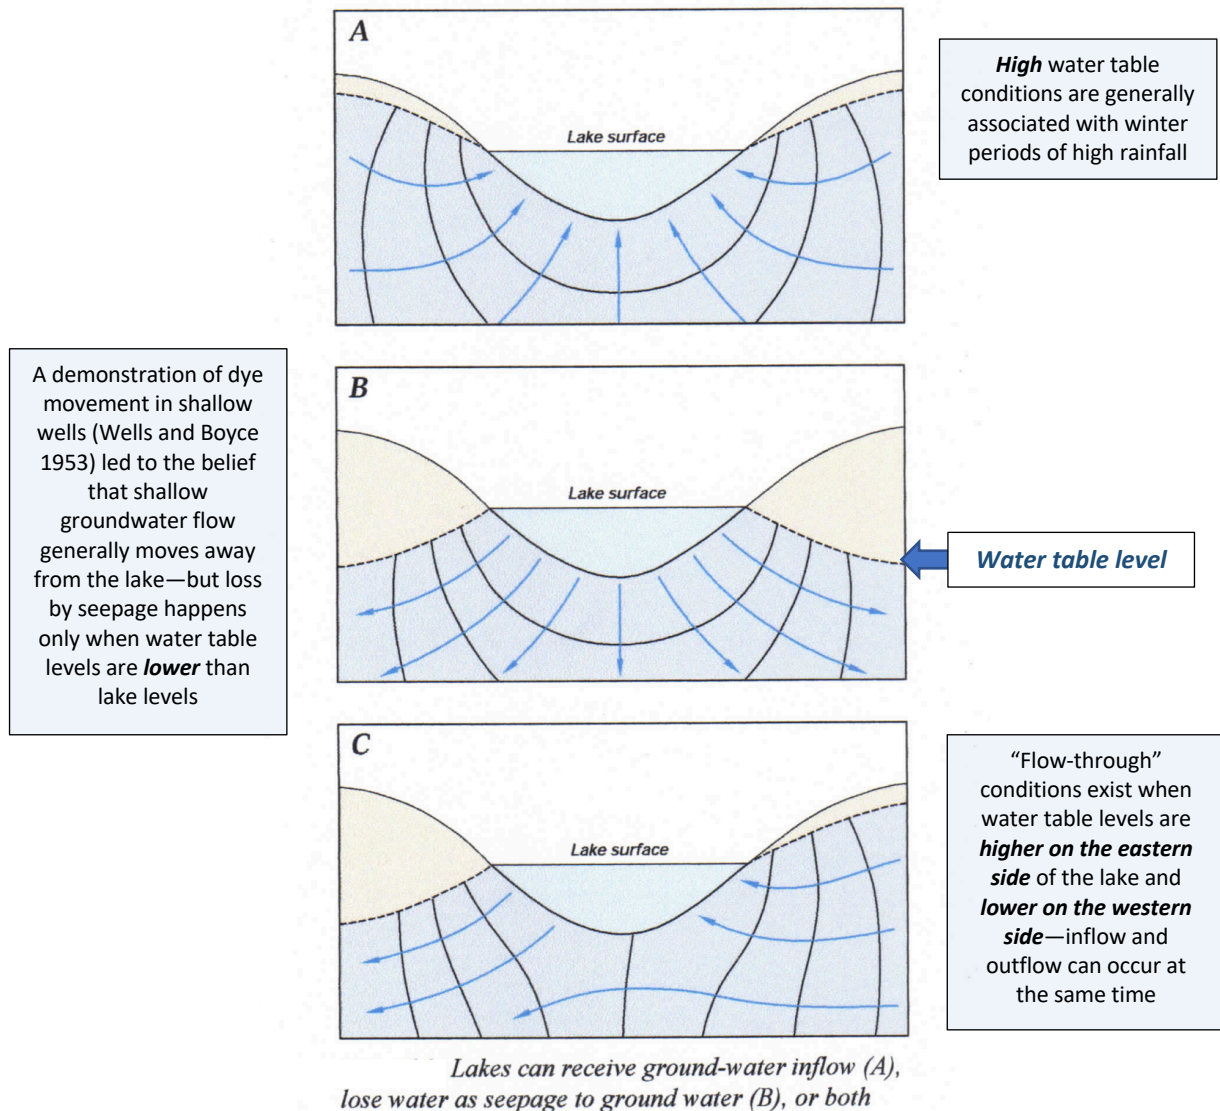 A
High water table
conditions are generally
associated with winter
periods of high rainfall
Lake surface
A demonstration of dye
movement in shallow
wells (Wells and Boyce
1953) led to the belief
that shallow
groundwater flow
generally moves away
from the lake—but loss
by seepage happens
only when water table
levels are lower than
lake levels
B
Lake surface
Water table level
C
Lake surface
“Flow-through”
conditions exist when
water table levels are
higher on the eastern
side of the lake and
lower on the western
side—inflow and
outflow can occur at
the same time
Lakes can receive ground-water inflow (A),
lose water as seepage to ground water (B), or both